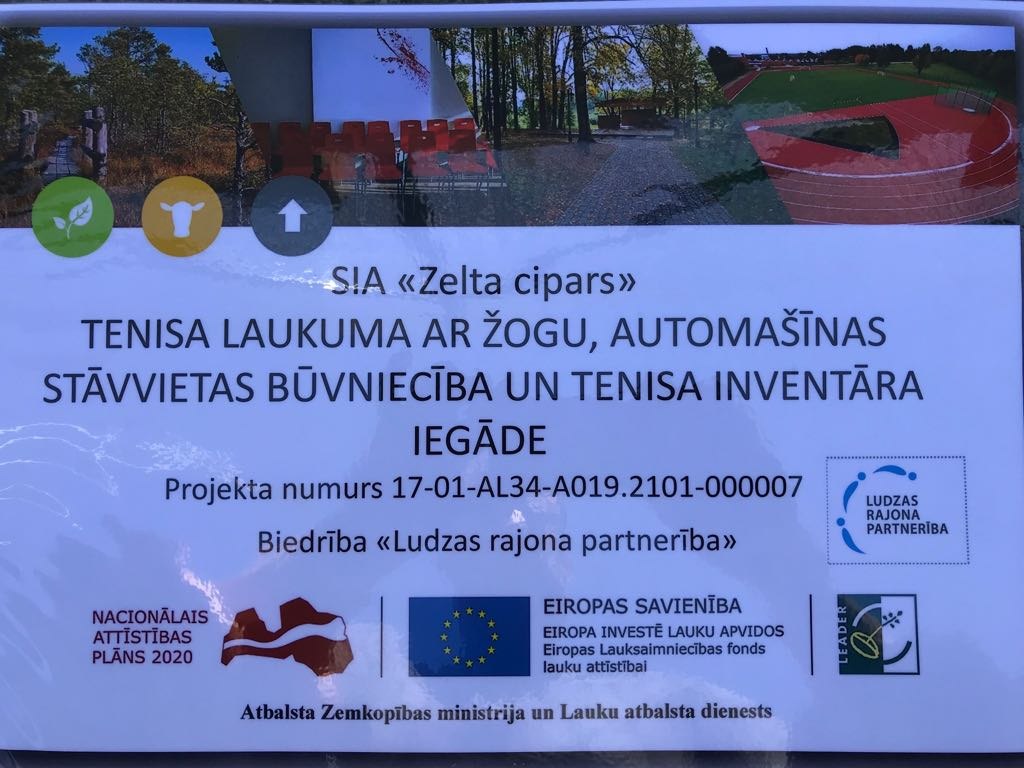 SIA «Zelta cipars»
TENISA LAUKUMA AR ŽOGU, AUTOMAŠĪNAS
STĀVVIETAS BŪVNIECĪBA UN TENISA INVENTĀRA
IEGĀDE
Projekta numurs 17-01-AL34-A019.2101-000007
Biedrība «Ludzas rajona partnerība»
LUDZAS
RAJONA
PARTNERĪBA
NACIONĀLAIS
ATTĪSTĪBAS
PLĀNS 2020
EIROPAS SAVIENĪBA
EIROPA INVESTĒ LAUKU APVIDOS
Eiropas Lauksaimniecības fonds
lauku attīstībai
LEADER
Atbalsta Zemkopības ministrija un Lauku atbalsta dienests